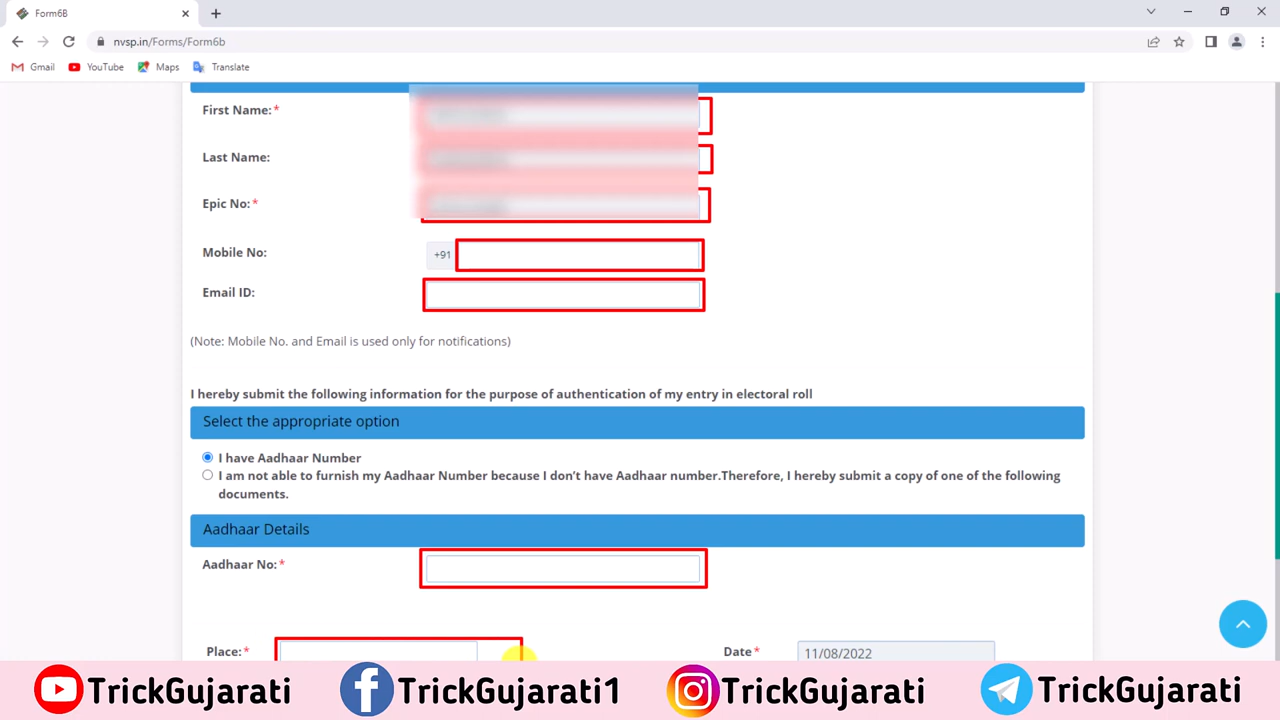 Form6B
nvsp.in/Forms/Form6b
Gmail YouTube Maps Translate
First Name:*
Last Name:
Epic No:*
Mobile No: +91
Email ID:
(Note: Mobile No. and Email is used only for notifications)
I hereby submit the following information for the purpose of authentication of my entry in electoral roll
Select the appropriate option
I have Aadhaar Number
I am not able to furnish my Aadhaar Number because I don't have Aadhaar number.Therefore, I hereby submit a copy of one of the following
documents.
Aadhaar Details
Aadhaar No:*
Place:* Date* 11/08/2022
TrickGujarati TrickGujarati1 TrickGujarati TrickGujarati